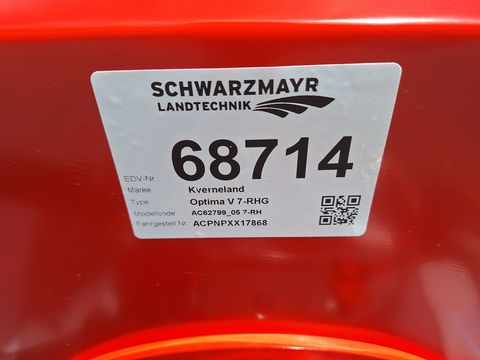 SCHWARZMAYR
LANDTECHNIK
EDV-Nr. 68714
Marke Kverneland
Type Optima V 7-RHG
Modellcode AC62799_05 7-RH
Fahrgestell Nr ACPNPXX17868